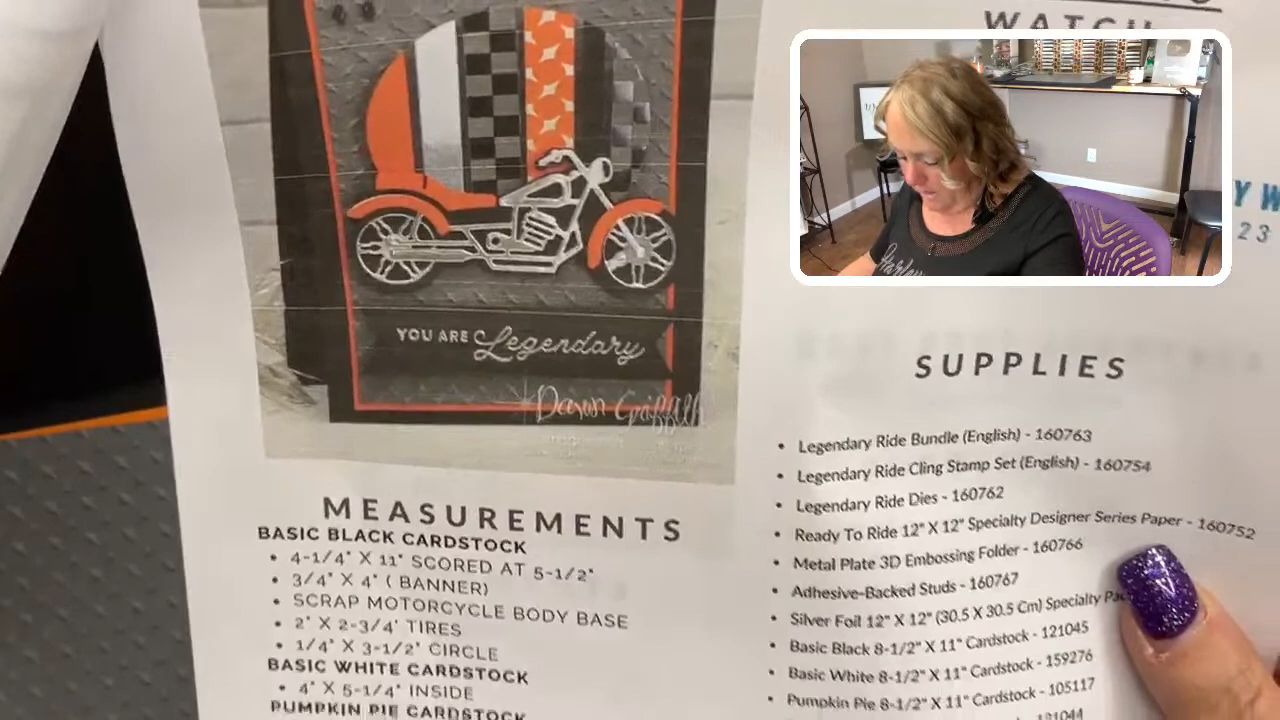 WATCH
YOU ARE Legendary
Dawn Griffith
MEASUREMENTS
BASIC BLACK CARDSTOCK
• 4-1/4" X 11" SCORED AT 5-1/2"
• 3/4" X 4" ( BANNER)
• SCRAP MOTORCYCLE BODY BASE
• 2" X 2-3/4" TIRES
• 1/4" X 3-1/2" CIRCLE
BASIC WHITE CARDSTOCK
• 4" X 5-1/4" INSIDE
PUMPKIN PIE CARDSTOCK
SUPPLIES
• Legendary Ride Bundle (English) - 160763
• Legendary Ride Cling Stamp Set (English) - 160754
• Legendary Ride Dies - 160762
• Ready To Ride 12" X 12" Specialty Designer Series Paper - 160752
• Metal Plate 3D Embossing Folder - 160766
• Adhesive-Backed Studs - 160767
• Silver Foil 12" X 12" (30.5 X 30.5 Cm) Specialty Pa
• Basic Black 8-1/2" X 11" Cardstock - 121045
• Basic White 8-1/2" X 11" Cardstock - 159276
• Pumpkin Pie 8-1/2" X 11" Cardstock - 105117
121044
Y W
23
Harley